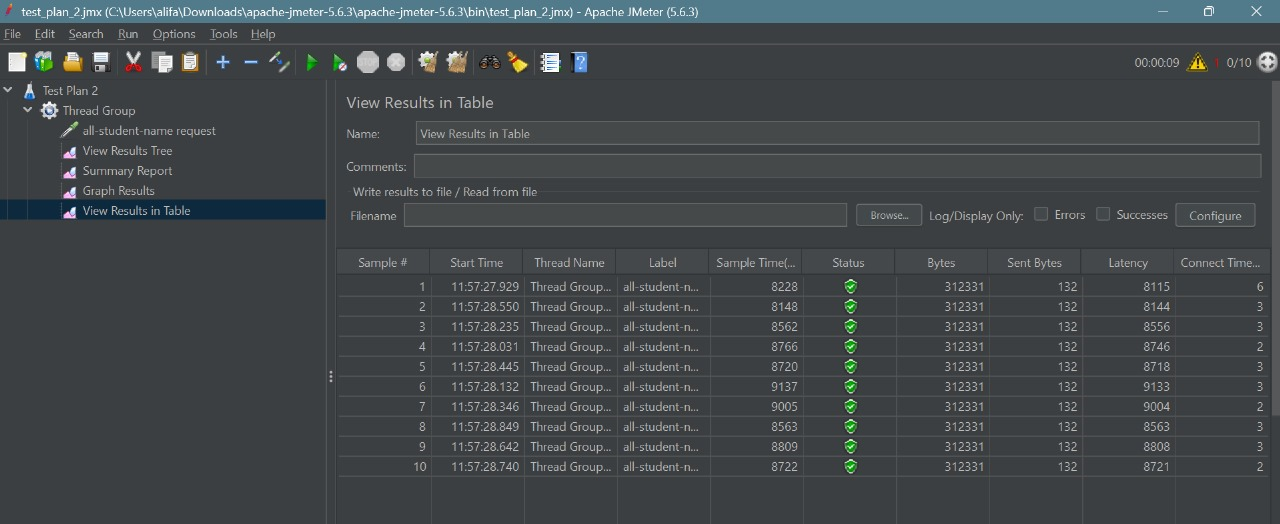 test_plan_2.jmx (C:\Users\alifa\Downloads\apache-jmeter-5.6.3\apache-jmeter-5.6.3\bin\test_plan_2.jmx) - Apache JMeter (5.6.3)
File Edit Search Run Options Tools Help
STOP 00:00:09 ! 0/10
Test Plan 2
Thread Group
all-student-name request
View Results Tree
Summary Report
Graph Results
View Results in Table
View Results in Table
Name: View Results in Table
Comments:
Write results to file / Read from file
Filename Browse... Log/Display Only: Errors Successes Configure
Sample # Start Time Thread Name Label Sample Time(... Status Bytes Sent Bytes Latency Connect Time...
1 11:57:27.929 Thread Group... all-student-n... 8228 312331 132 8115 6
2 11:57:28.550 Thread Group... all-student-n... 8148 312331 132 8144 3
3 11:57:28.235 Thread Group... all-student-n... 8562 312331 132 8556 3
4 11:57:28.031 Thread Group... all-student-n... 8766 312331 132 8746 2
5 11:57:28.445 Thread Group... all-student-n... 8720 312331 132 8718 3
6 11:57:28.132 Thread Group... all-student-n... 9137 312331 132 9133 3
7 11:57:28.346 Thread Group... all-student-n... 9005 312331 132 9004 2
8 11:57:28.849 Thread Group... all-student-n... 8563 312331 132 8563 3
9 11:57:28.642 Thread Group... all-student-n... 8809 312331 132 8808 3
10 11:57:28.740 Thread Group... all-student-n... 8722 312331 132 8721 2